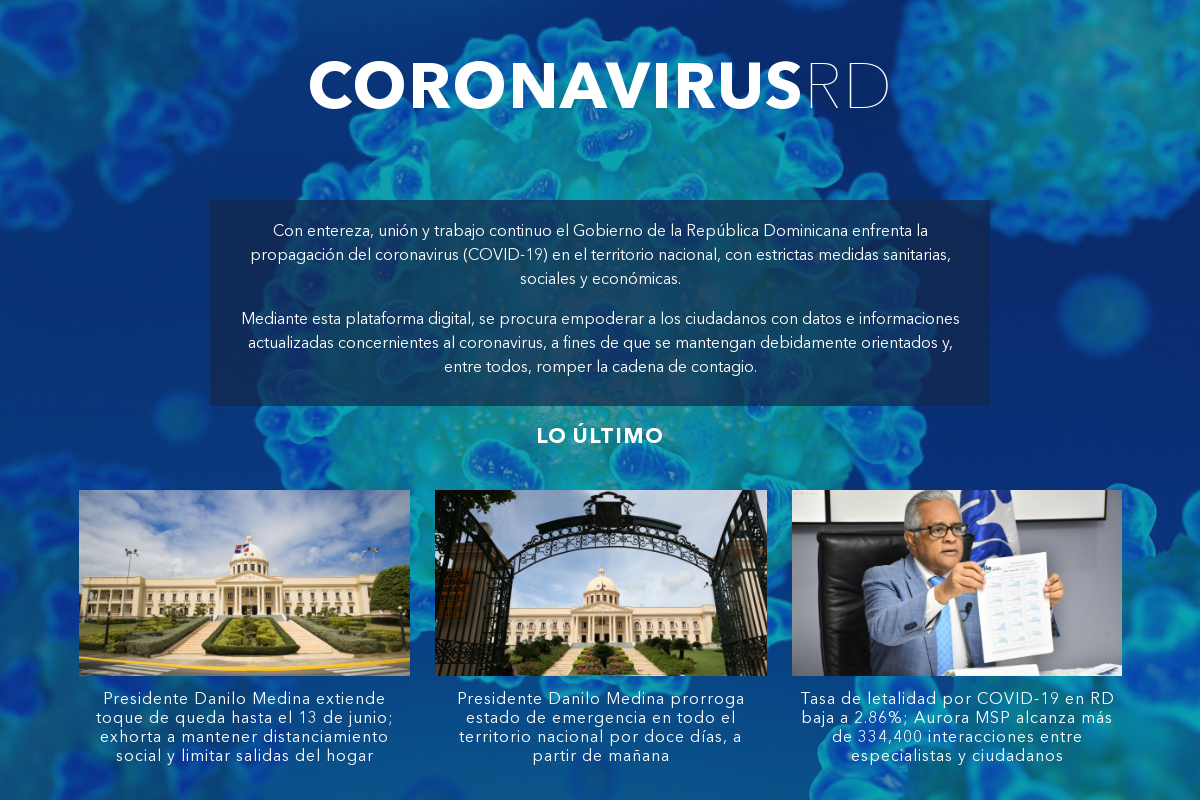 CORONAVIRUSRD
Con entereza, unión y trabajo continuo el Gobierno de la República Dominicana enfrenta la
propagación del coronavirus (COVID-19) en el territorio nacional, con estrictas medidas sanitarias,
sociales y económicas.
Mediante esta plataforma digital, se procura empoderar a los ciudadanos con datos e informaciones
actualizadas concernientes al coronavirus, a fines de que se mantengan debidamente orientados y,
entre todos, romper la cadena de contagio.
LO ÚLTIMO
Presidente Danilo Medina extiende
toque de queda hasta el 13 de junio;
exhorta a mantener distanciamiento
social y limitar salidas del hogar
Presidente Danilo Medina prorroga
estado de emergencia en todo el
territorio nacional por doce días, a
partir de mañana
Tasa de letalidad por COVID-19 en RD
baja a 2.86%; Aurora MSP alcanza más
de 334,400 interacciones entre
especialistas y ciudadanos